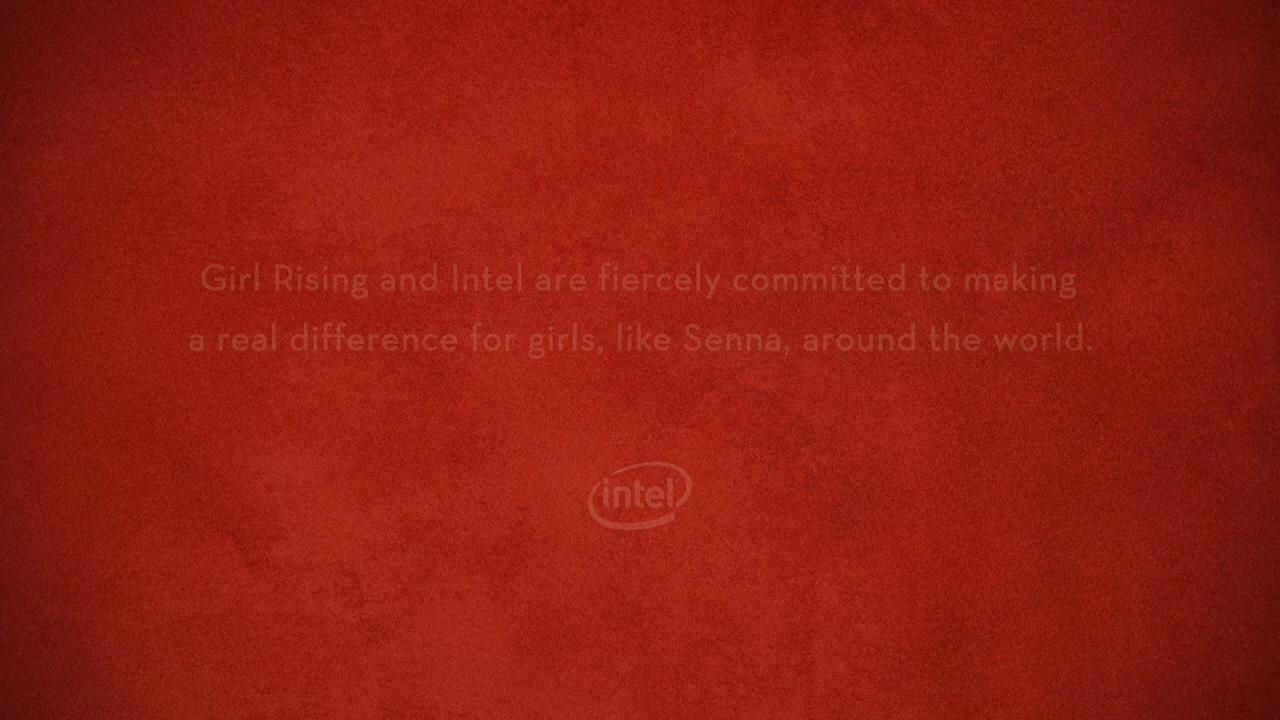 Girl Rising and Intel are fiercely committed to making
a real difference for girls, like Senna, around the world.
intel